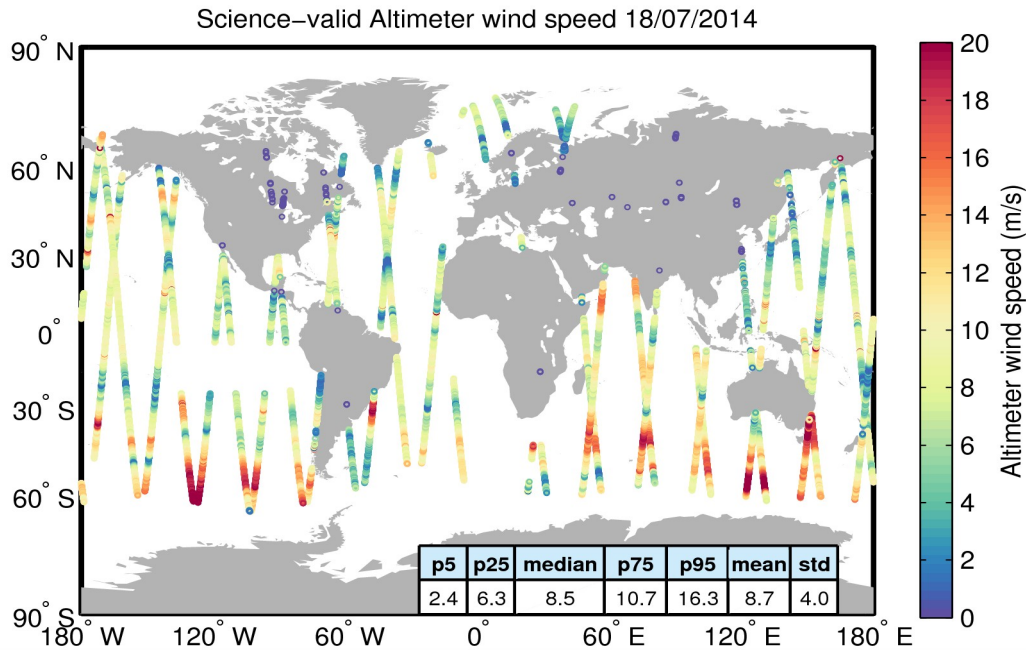 Science−valid Altimeter wind speed 18/07/2014
90° N
60° N
30° N
0°
30° S
60° S
90° S
180° W
120° W
60° W
0°
60° E
120° E
180° E
p5 p25 median p75 p95 mean std
2.4 6.3 8.5 10.7 16.3 8.7 4.0
20
18
16
14
12
10
8
6
4
2
0
Altimeter wind speed (m/s)